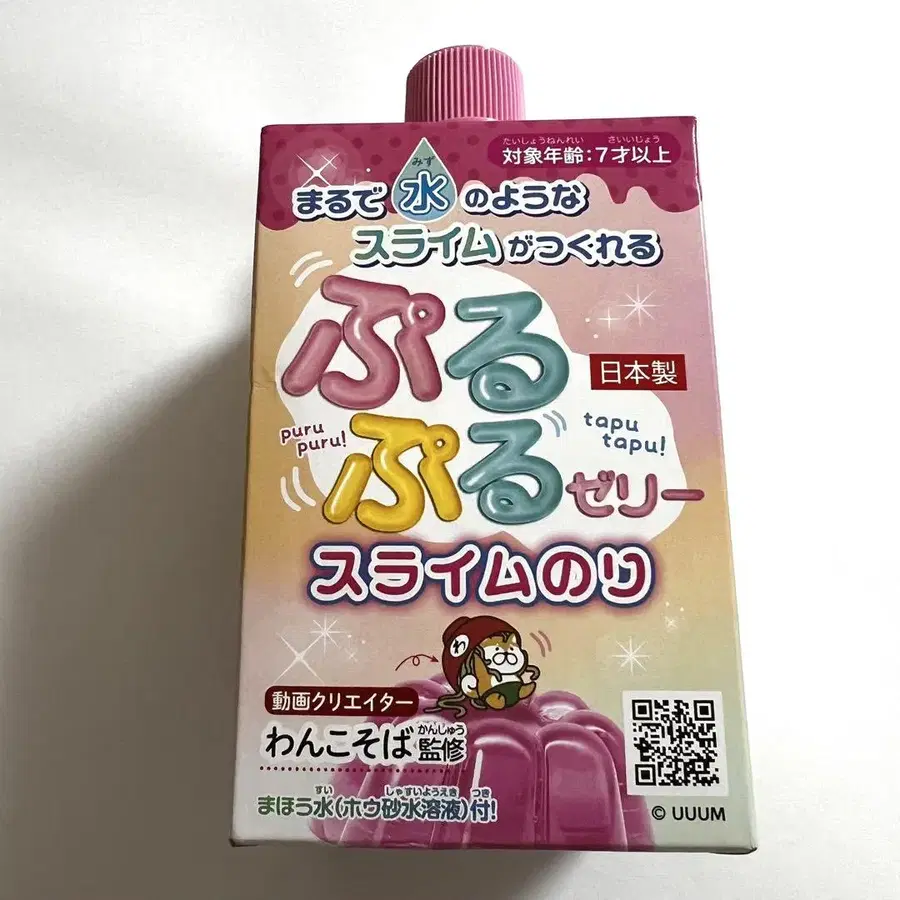 たいしょうねんれい さいいじょう
対象年齢:7才以上
みず
まるで水のような
スライムがつくれる
ぷるぷる
日本製
puru puru!
tapu tapu!
ゼリー
スライムのり
わ
動画クリエイター
かんしゅう
わんこそば監修
すい しゃすいようえき つき
まほう水(ホウ砂水溶液)付!
© UUUM